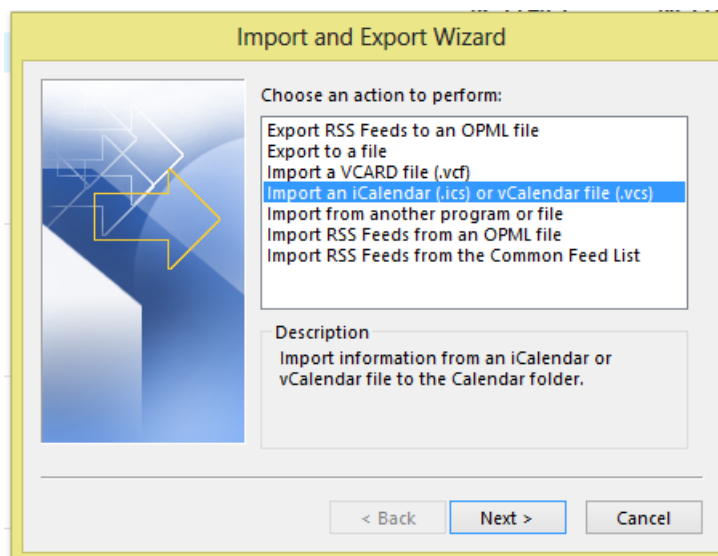 Import and Export Wizard
Choose an action to perform:
Export RSS Feeds to an OPML file
Export to a file
Import a VCARD file (.vcf)
Import an iCalendar (.ics) or vCalendar file (.vcs)
Import from another program or file
Import RSS Feeds from an OPML file
Import RSS Feeds from the Common Feed List
Description
Import information from an iCalendar or
vCalendar file to the Calendar folder.
< Back Next > Cancel